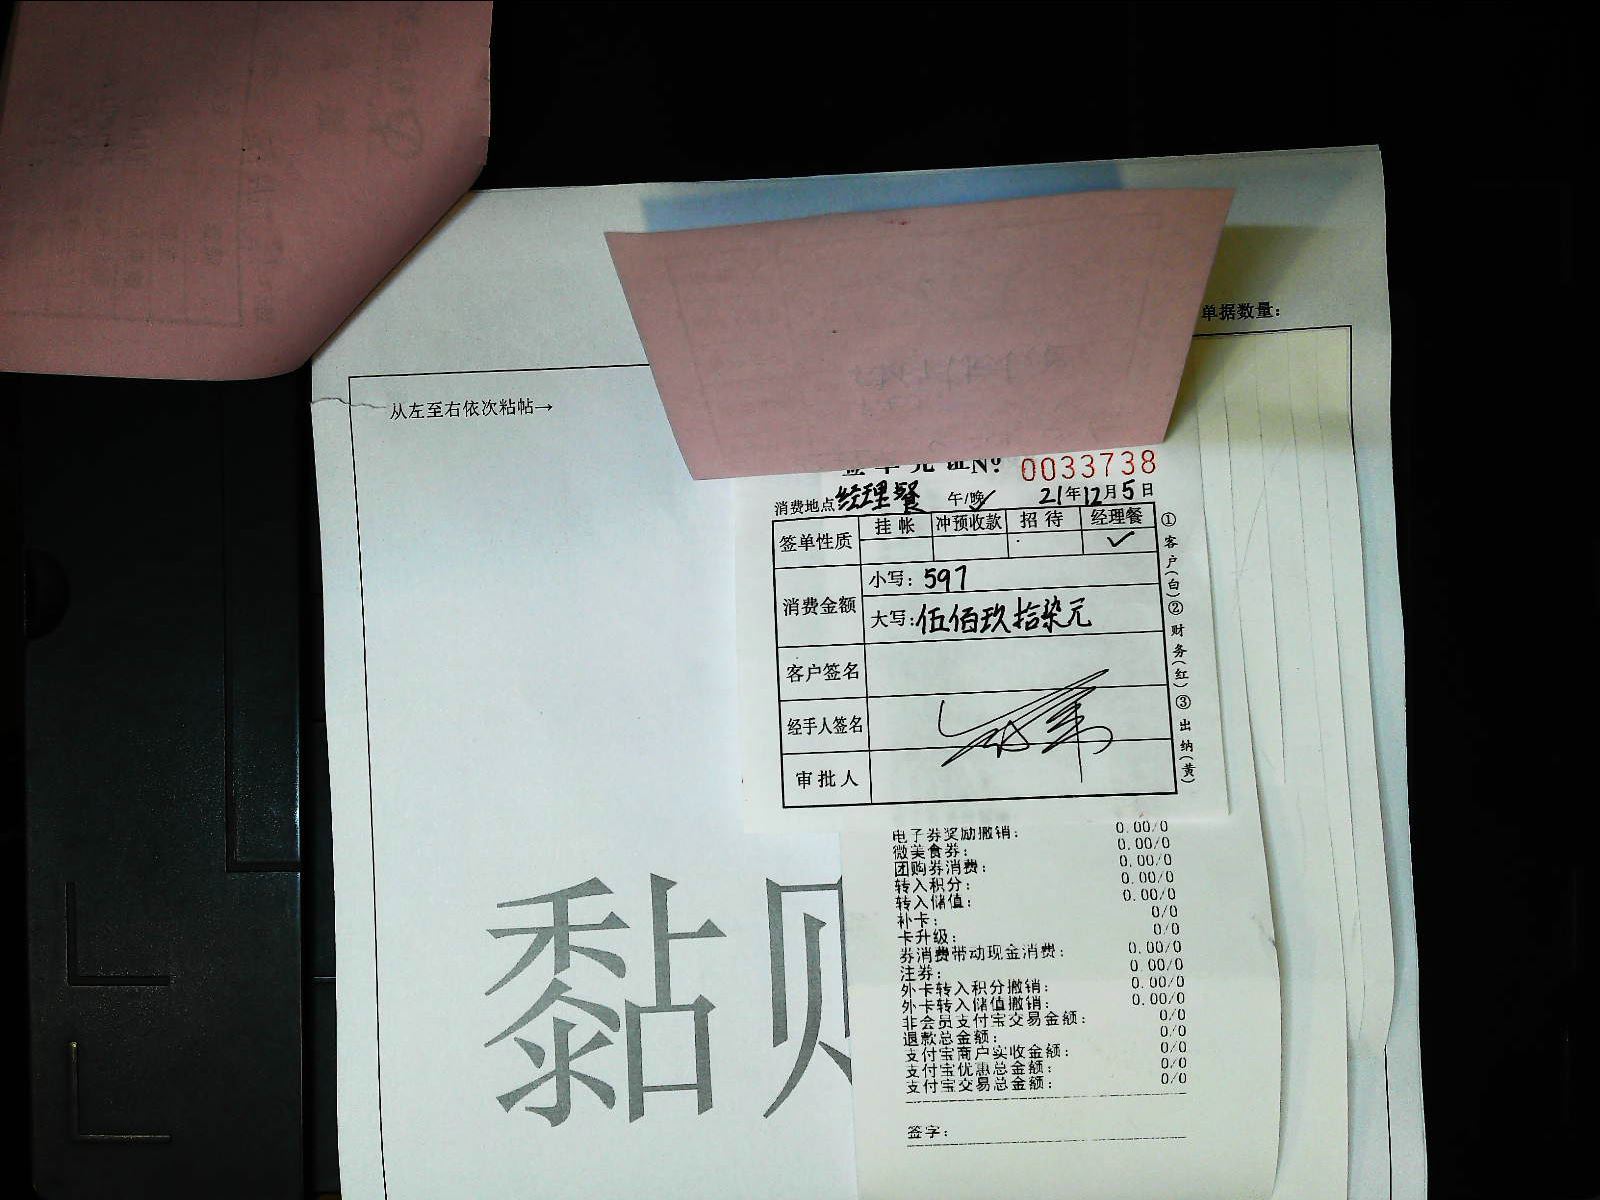 单据数量:
从左至右依次粘帖→
签单凭证No: 0033738
消费地点 经理餐 午/晚✓ 21年12月5日
签单性质 挂帐 冲预收款 招待 经理餐
✓
消费金额 小写: 597
大写: 伍佰玖拾柒元
客户签名
经手人签名
审批人
①客户(白)②财务(红)③出纳(黄)
电子券奖励撤销: 0.00/0
微美食券: 0.00/0
团购券消费: 0.00/0
转入积分: 0.00/0
转入储值: 0.00/0
补卡: 0/0
卡升级: 0/0
券消费带动现金消费: 0.00/0
注券: 0.00/0
外卡转入积分撤销: 0.00/0
外卡转入储值撤销: 0.00/0
非会员支付宝交易金额: 0/0
退款总金额: 0/0
支付宝商户实收金额: 0/0
支付宝优惠总金额: 0/0
支付宝交易总金额: 0/0
签字:
黏贴